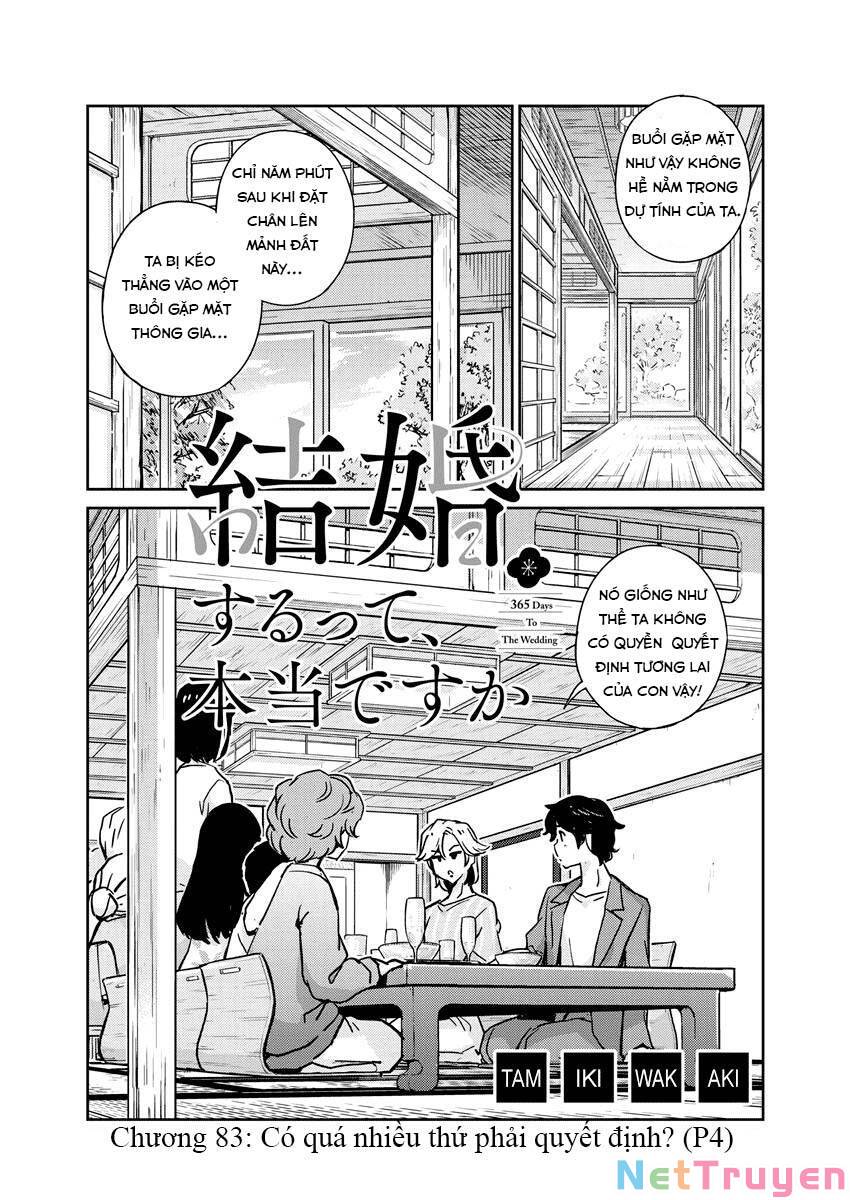 BUỔI GẶP MẶT
NHƯ VẬY KHÔNG
HỀ NẰM TRONG
DỰ TÍNH CỦA TA.
CHỈ NĂM PHÚT
SAU KHI ĐẶT
CHÂN LÊN
MẢNH ĐẤT
NÀY...
TA BỊ KÉO
THẲNG VÀO MỘT
BUỔI GẶP MẶT
THÔNG GIA...
結婚
するって、
本当ですか
365 Days
To
The Wedding
NÓ GIỐNG NHƯ
THỂ TA KHÔNG
CÓ QUYỀN QUYẾT
ĐỊNH TƯƠNG LAI
CỦA CON VẬY!
TAM IKI WAK AKI
Chương 83: Có quá nhiều thứ phải quyết định? (P4)
NetTruyen